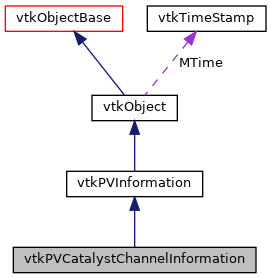 vtkObjectBase
vtkTimeStamp
MTime
vtkObject
vtkPVInformation
vtkPVCatalystChannelInformation